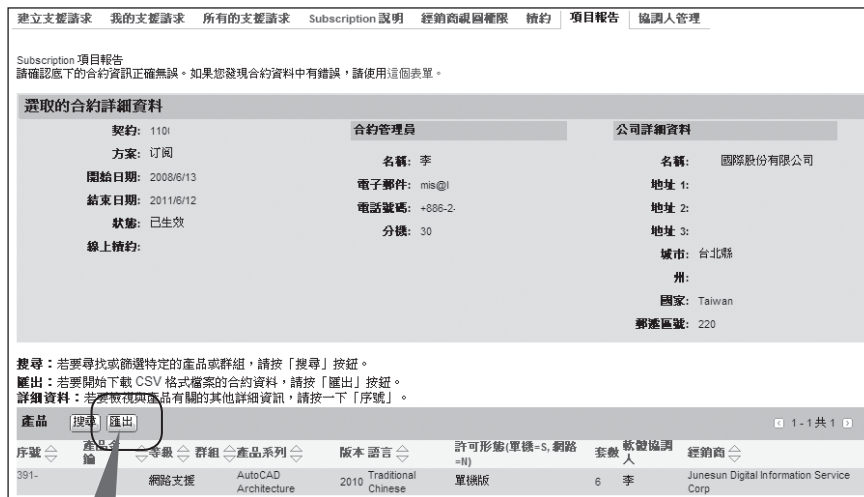 建立支援請求 我的支援請求 所有的支援請求 Subscription 說明 經銷商視圖權限 續約 項目報告 協調人管理
Subscription 項目報告
請確認底下的合約資訊正確無誤。如果您發現合約資料中有錯誤，請使用這個表單。
選取的合約詳細資料
契約: 110 合約管理員 公司詳細資料
方案: 订阅 名稱: 李 名稱: 國際股份有限公司
開始日期: 2008/6/13 電子郵件: mis@ 地址 1:
結束日期: 2011/6/12 電話號碼: +886-2- 地址 2:
狀態: 已生效 分機: 30 地址 3:
線上續約: 城市: 台北縣
州:
國家: Taiwan
郵遞區號: 220
搜尋：若要尋找或篩選特定的產品或群組，請按「搜尋」按鈕。
匯出：若要開始下載 CSV 格式檔案的合約資料，請按「匯出」按鈕。
詳細資料：若要檢視與產品有關的其他詳細資訊，請按一下「序號」。
產品 搜尋 匯出 1 - 1 共 1
序號 產品金鑰 等級 群組 產品系列 版本 語言 許可形態(單機=S, 網路=N) 套數 軟體協調人 經銷商
391- 網路支援 AutoCAD Architecture 2010 Traditional Chinese 單機版 6 李 Junesun Digital Information Service Corp